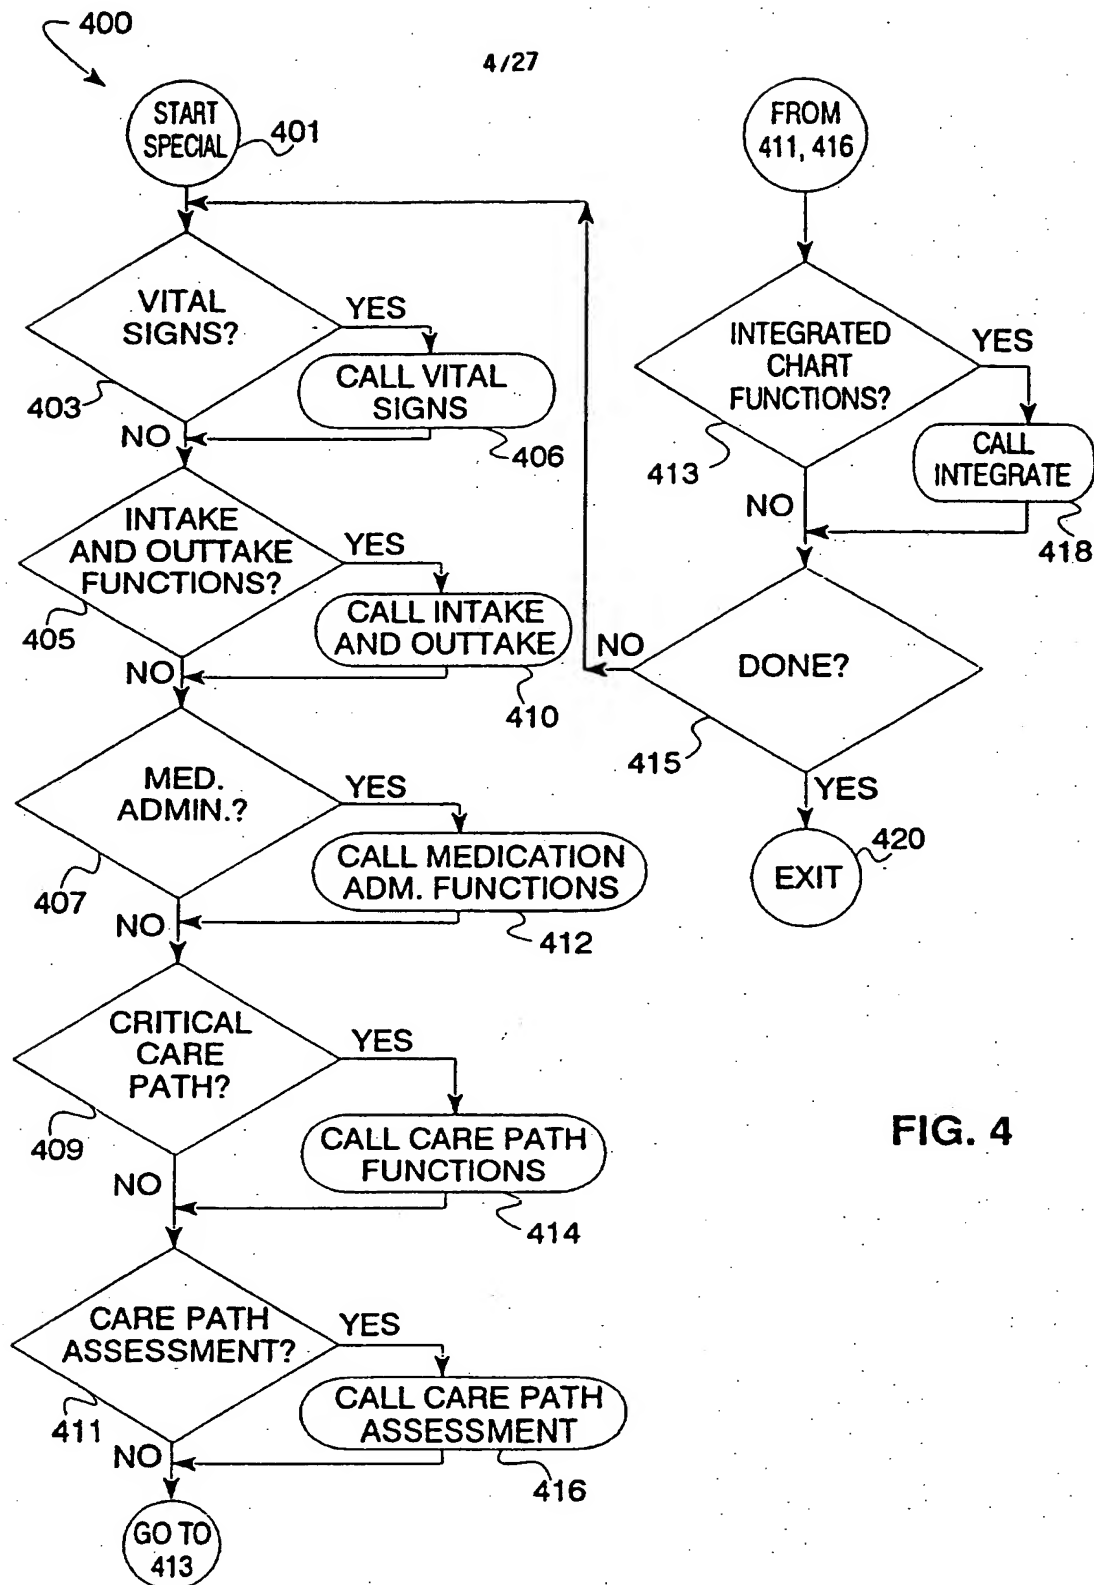 400
4/27
START
SPECIAL
401
VITAL
SIGNS?
YES
403
CALL VITAL
SIGNS
NO
406
INTAKE
AND OUTTAKE
FUNCTIONS?
YES
405
CALL INTAKE
AND OUTTAKE
NO
410
MED.
ADMIN.?
YES
407
CALL MEDICATION
ADM. FUNCTIONS
NO
412
CRITICAL
CARE
PATH?
YES
409
CALL CARE PATH
FUNCTIONS
NO
414
CARE PATH
ASSESSMENT?
YES
411
CALL CARE PATH
ASSESSMENT
NO
416
GO TO
413
FROM
411, 416
INTEGRATED
CHART
FUNCTIONS?
YES
413
CALL
INTEGRATE
NO
418
DONE?
NO
415
YES
EXIT
420
FIG. 4